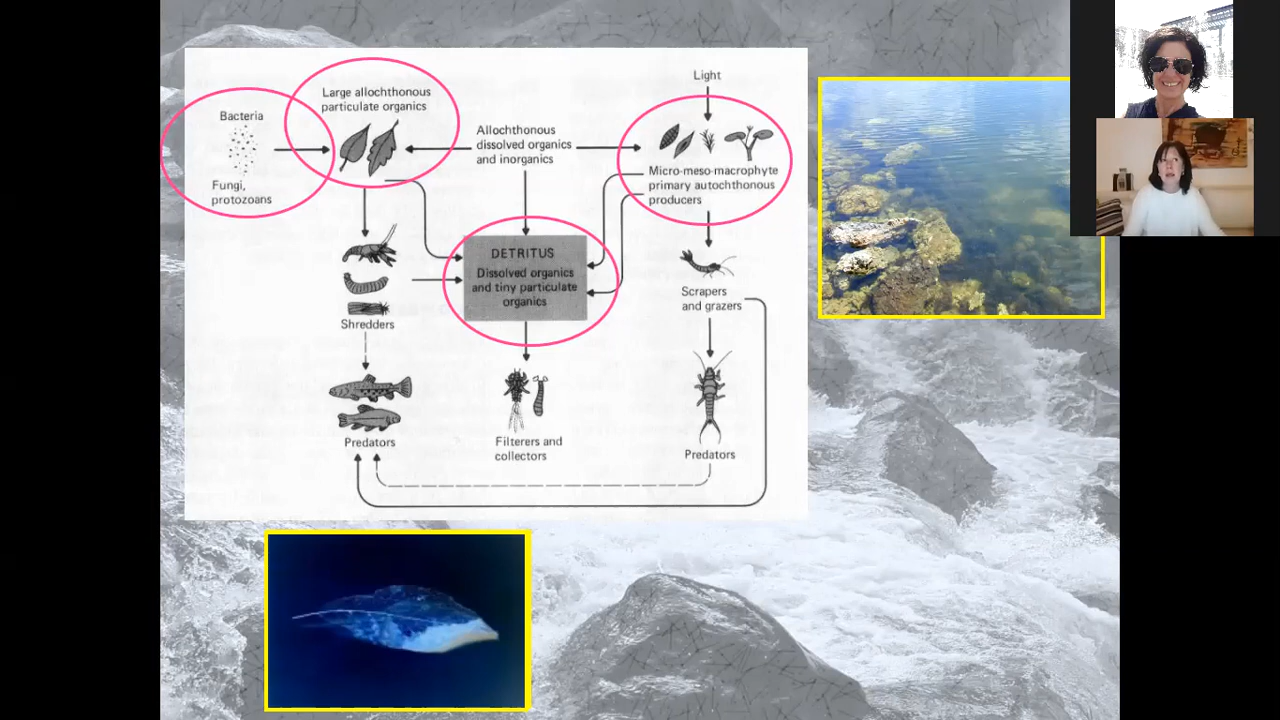 Light
Large allochthonous
particulate organics
Bacteria
Allochthonous
dissolved organics
and inorganics
Micro-meso-macrophyte
primary autochthonous
producers
Fungi,
protozoans
DETRITUS
Dissolved organics
and tiny particulate
organics
Scrapers
and grazers
Shredders
Predators
Filterers and
collectors
Predators